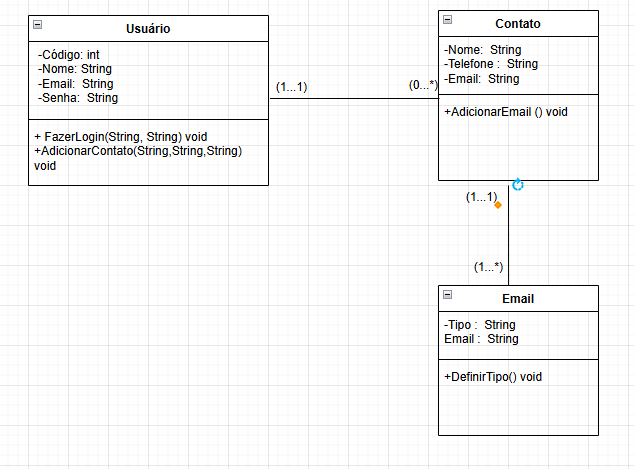 Usuário
-Código: int
-Nome: String
-Email:  String
-Senha:  String
+ FazerLogin(String, String) void
+AdicionarContato(String,String,String)
void
(1...1)
(0...*)
Contato
-Nome:  String
-Telefone :  String
-Email:  String
+AdicionarEmail () void
(1...1)
(1...*)
Email
-Tipo :  String
Email :  String
+DefinirTipo() void